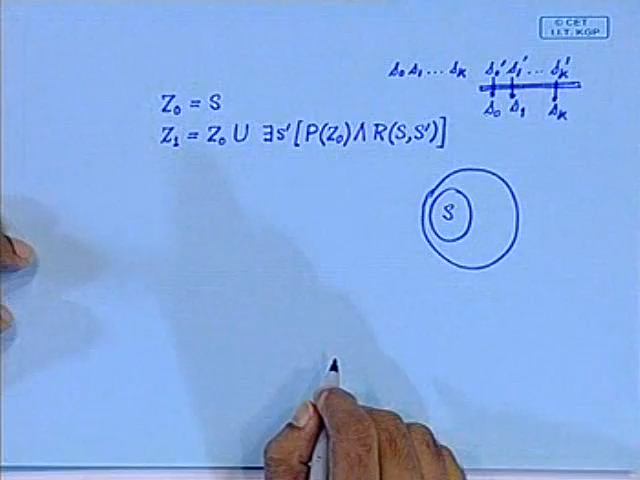 © CET
I.I.T. KGP
s₀ s₁ ... sₖ s₀' s₁' ... sₖ'
s₀ s₁ sₖ
Z₀ = S
Z₁ = Z₀ ∪ ∃s' [P(Z₀) ∧ R(S,S')]
S